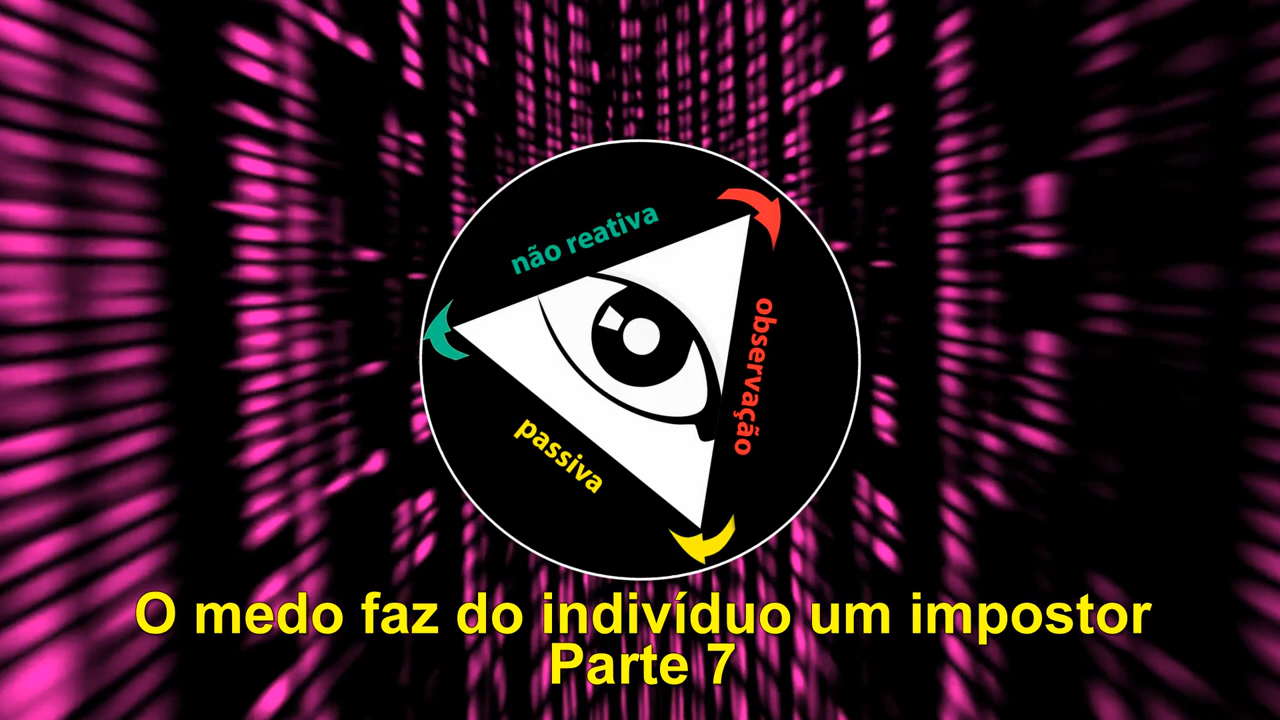 não reativa
observação
passiva
O medo faz do indivíduo um impostor
Parte 7